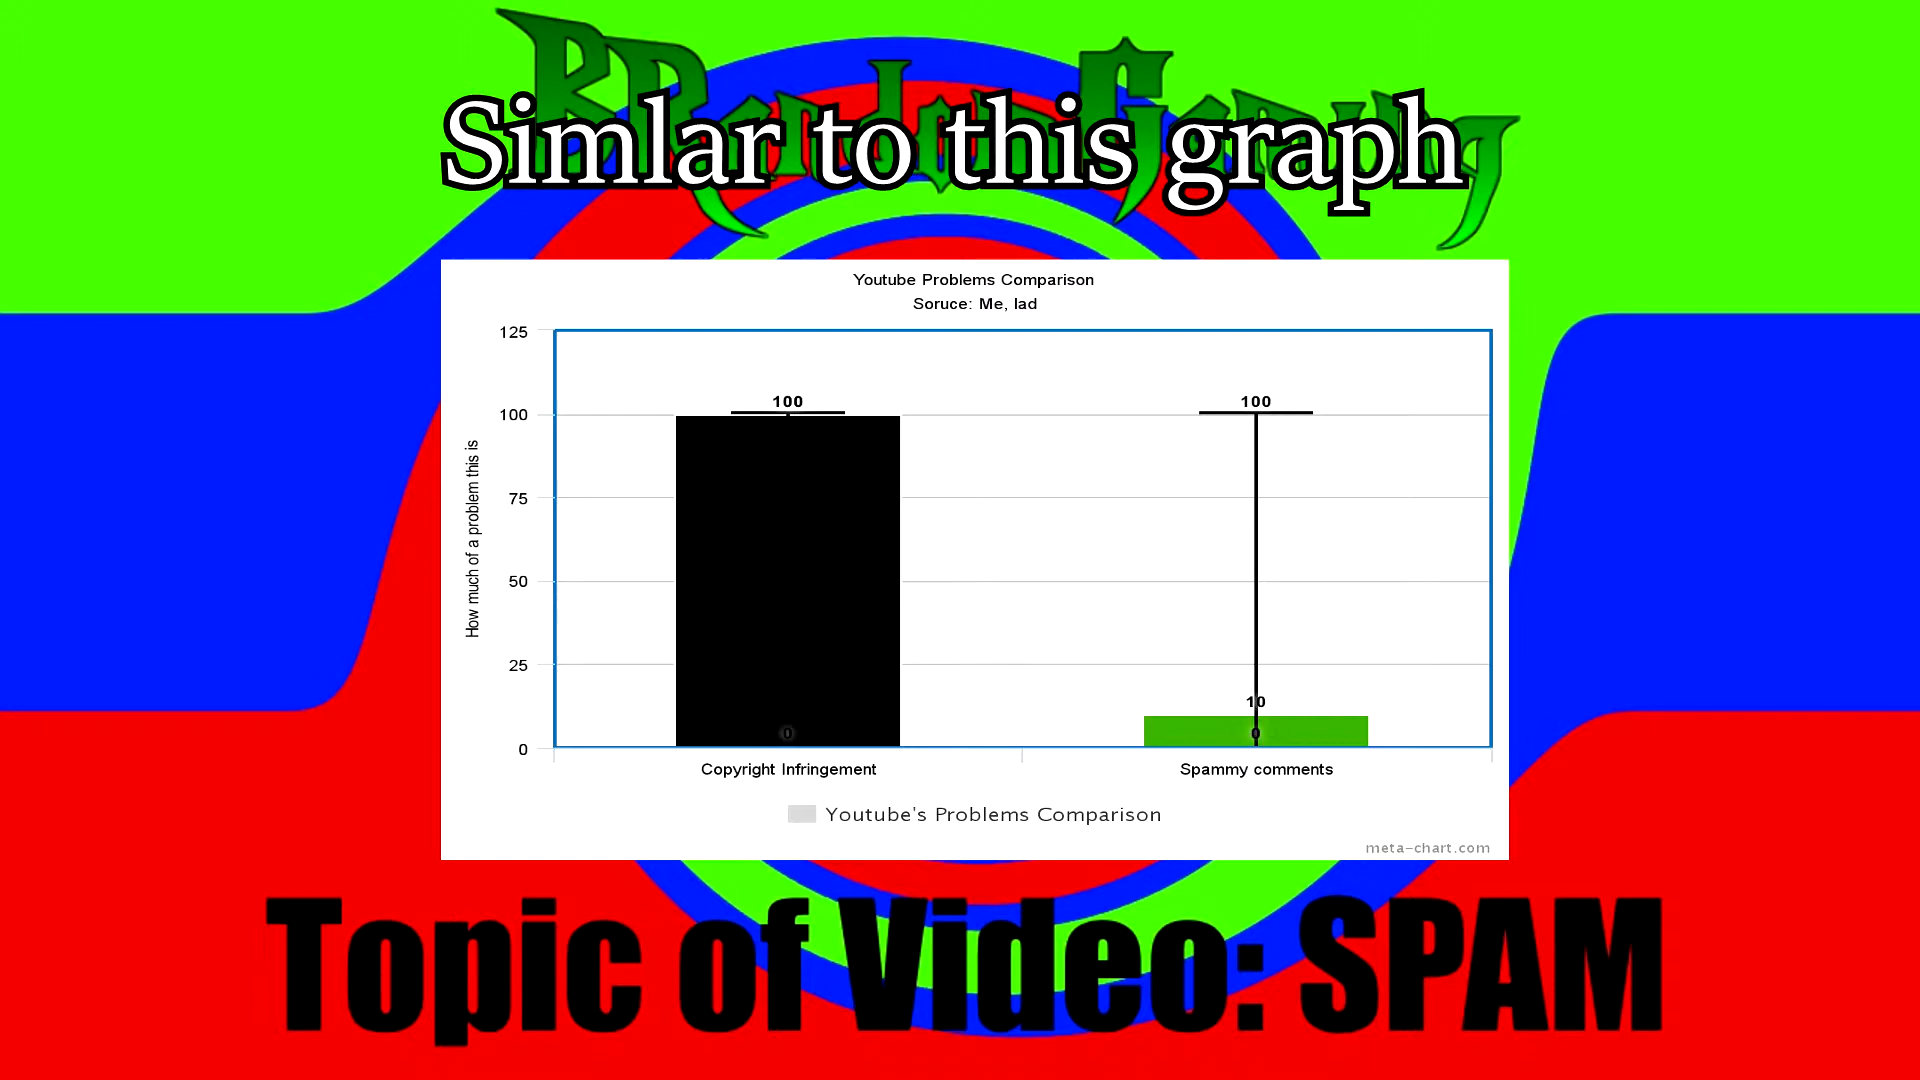 Simlar to this graph
Youtube Problems Comparison
Soruce: Me, lad
125
100
75
50
25
0
How much of a problem this is
100
0
100
10
0
Copyright Infringement
Spammy comments
Youtube's Problems Comparison
meta-chart.com
Topic of Video: SPAM